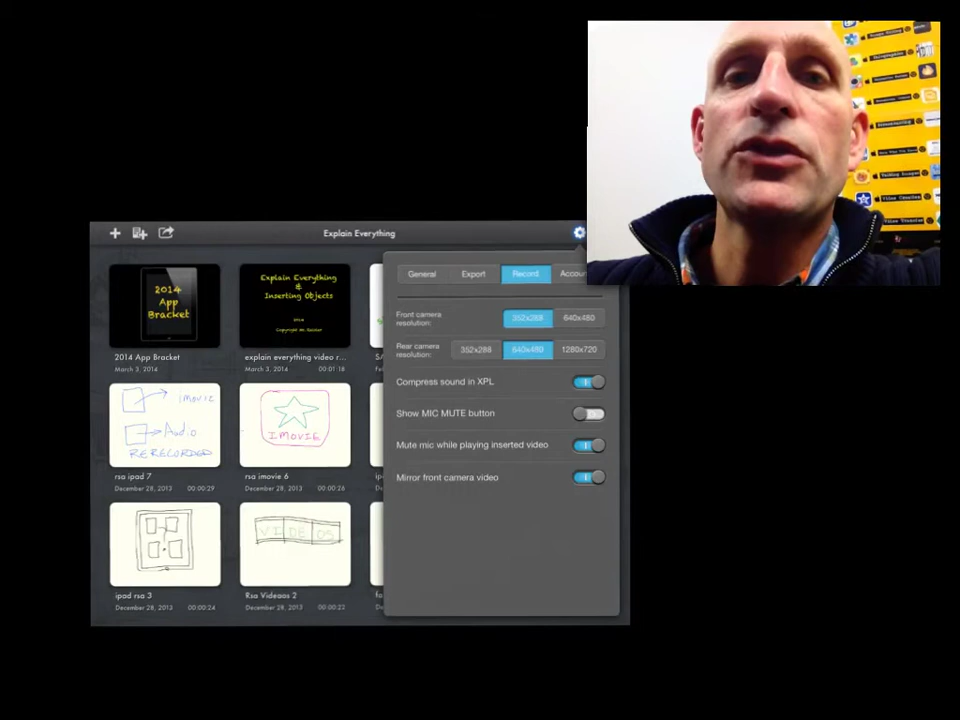 Explain Everything
General
Export
Record
Accoun
Front camera
resolution:
352x288
640x480
Rear camera
resolution:
352x288
640x480
1280x720
Compress sound in XPL
Show MIC MUTE button
Mute mic while playing inserted video
Mirror front camera video
2014
App
Bracket
2014 App Bracket
March 3, 2014
Explain Everything
&
Inserting Objects
2014
explain everything video r...
March 3, 2014
00:01:18
imovie
Audio
RERECORDED
rsa ipad 7
December 28, 2013
00:00:29
IMOVIE
rsa imovie 6
December 28, 2013
00:00:26
ipad rsa 3
December 28, 2013
00:00:24
VIDEOS
Rsa Videaos 2
December 28, 2013
00:00:22